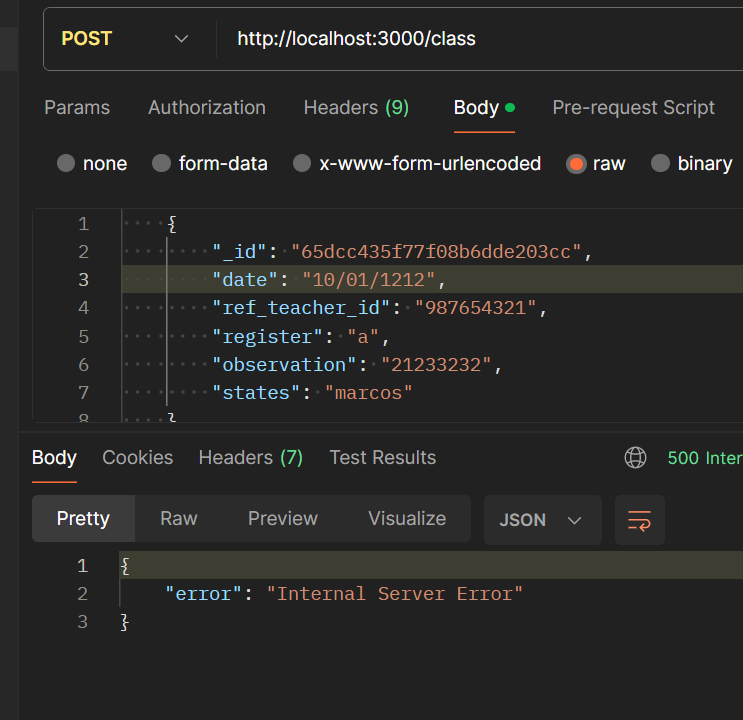 POST http://localhost:3000/class
Params Authorization Headers (9) Body Pre-request Script
none form-data x-www-form-urlencoded raw binary
1 {
2 "_id": "65dcc435f77f08b6dde203cc",
3 "date": "10/01/1212",
4 "ref_teacher_id": "987654321",
5 "register": "a",
6 "observation": "21233232",
7 "states": "marcos"
8 }
Body Cookies Headers (7) Test Results 500 Inter
Pretty Raw Preview Visualize JSON
1 {
2 "error": "Internal Server Error"
3 }